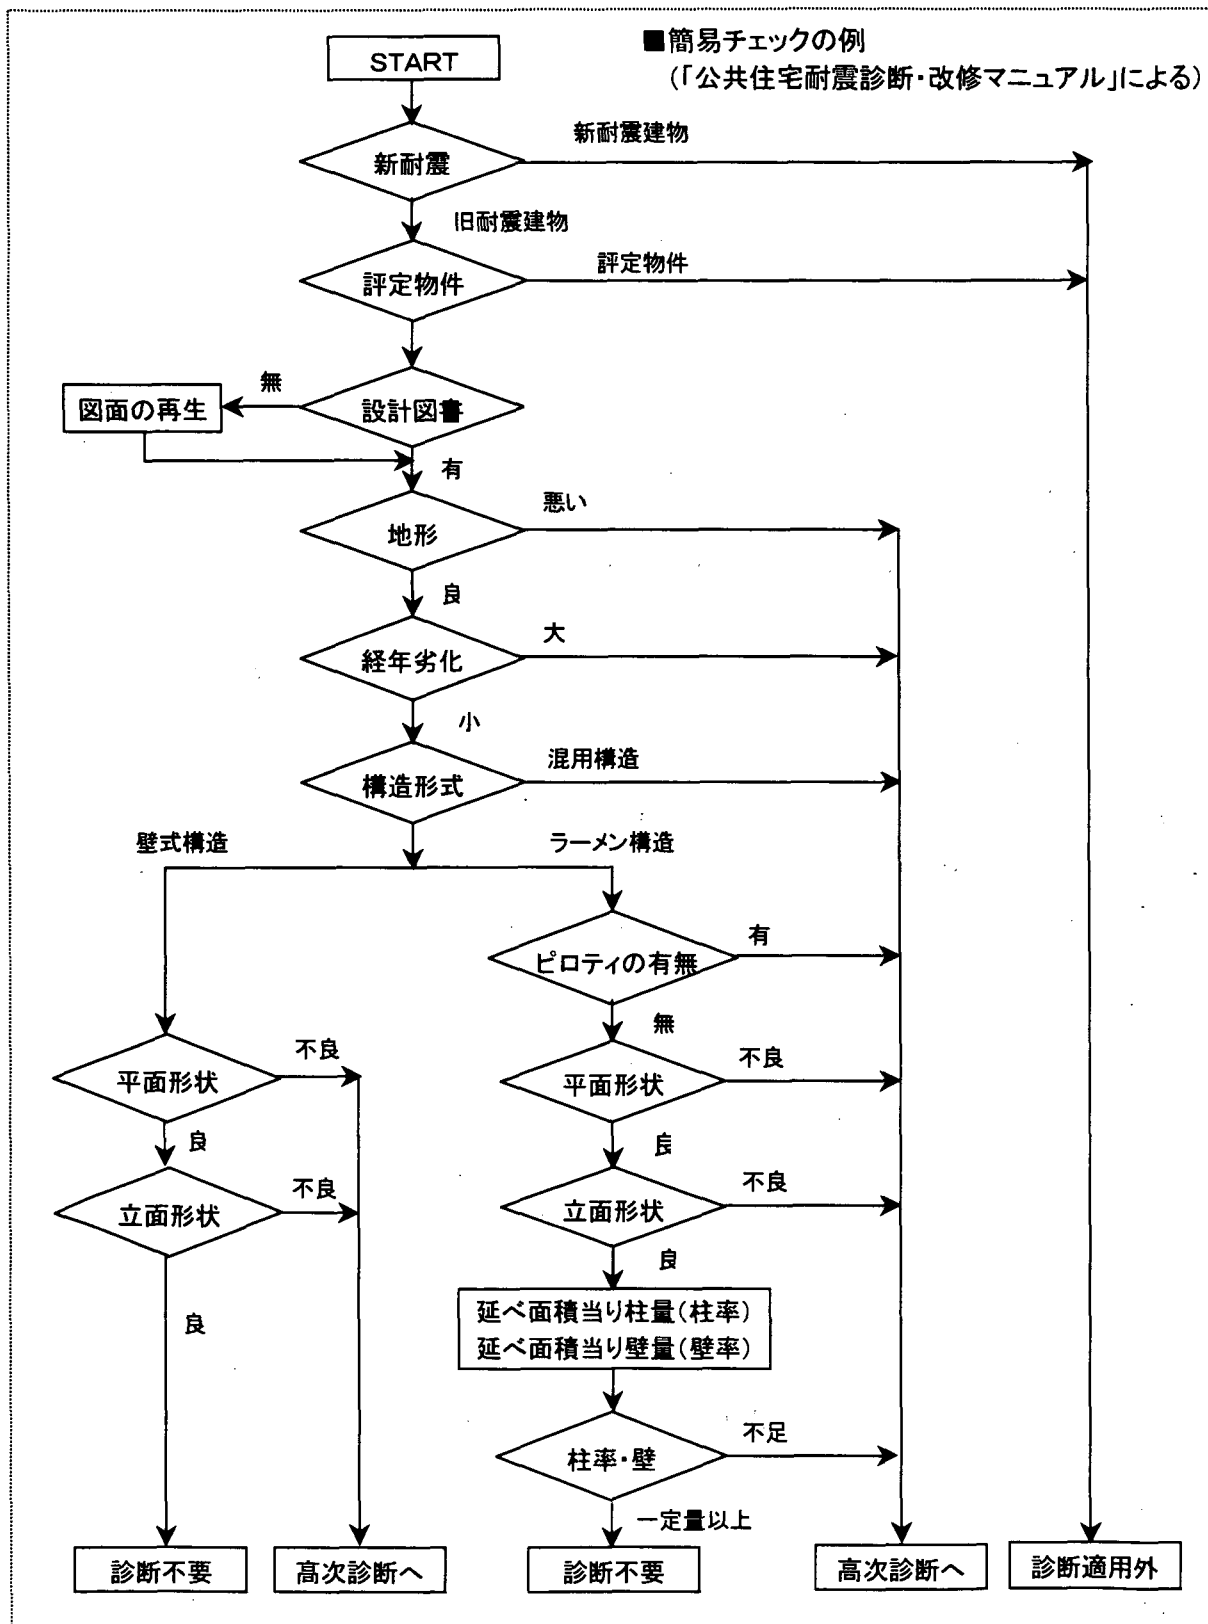 ■簡易チェックの例
(「公共住宅耐震診断・改修マニュアル」による)
START
新耐震
新耐震建物
旧耐震建物
評定物件
評定物件
設計図書
無
図面の再生
有
地形
悪い
良
経年劣化
大
小
構造形式
混用構造
壁式構造
ラーメン構造
ピロティの有無
有
無
平面形状
不良
平面形状
不良
良
良
立面形状
不良
立面形状
不良
良
良
延べ面積当り柱量(柱率)
延べ面積当り壁量(壁率)
柱率・壁
不足
一定量以上
診断不要
高次診断へ
診断不要
高次診断へ
診断適用外